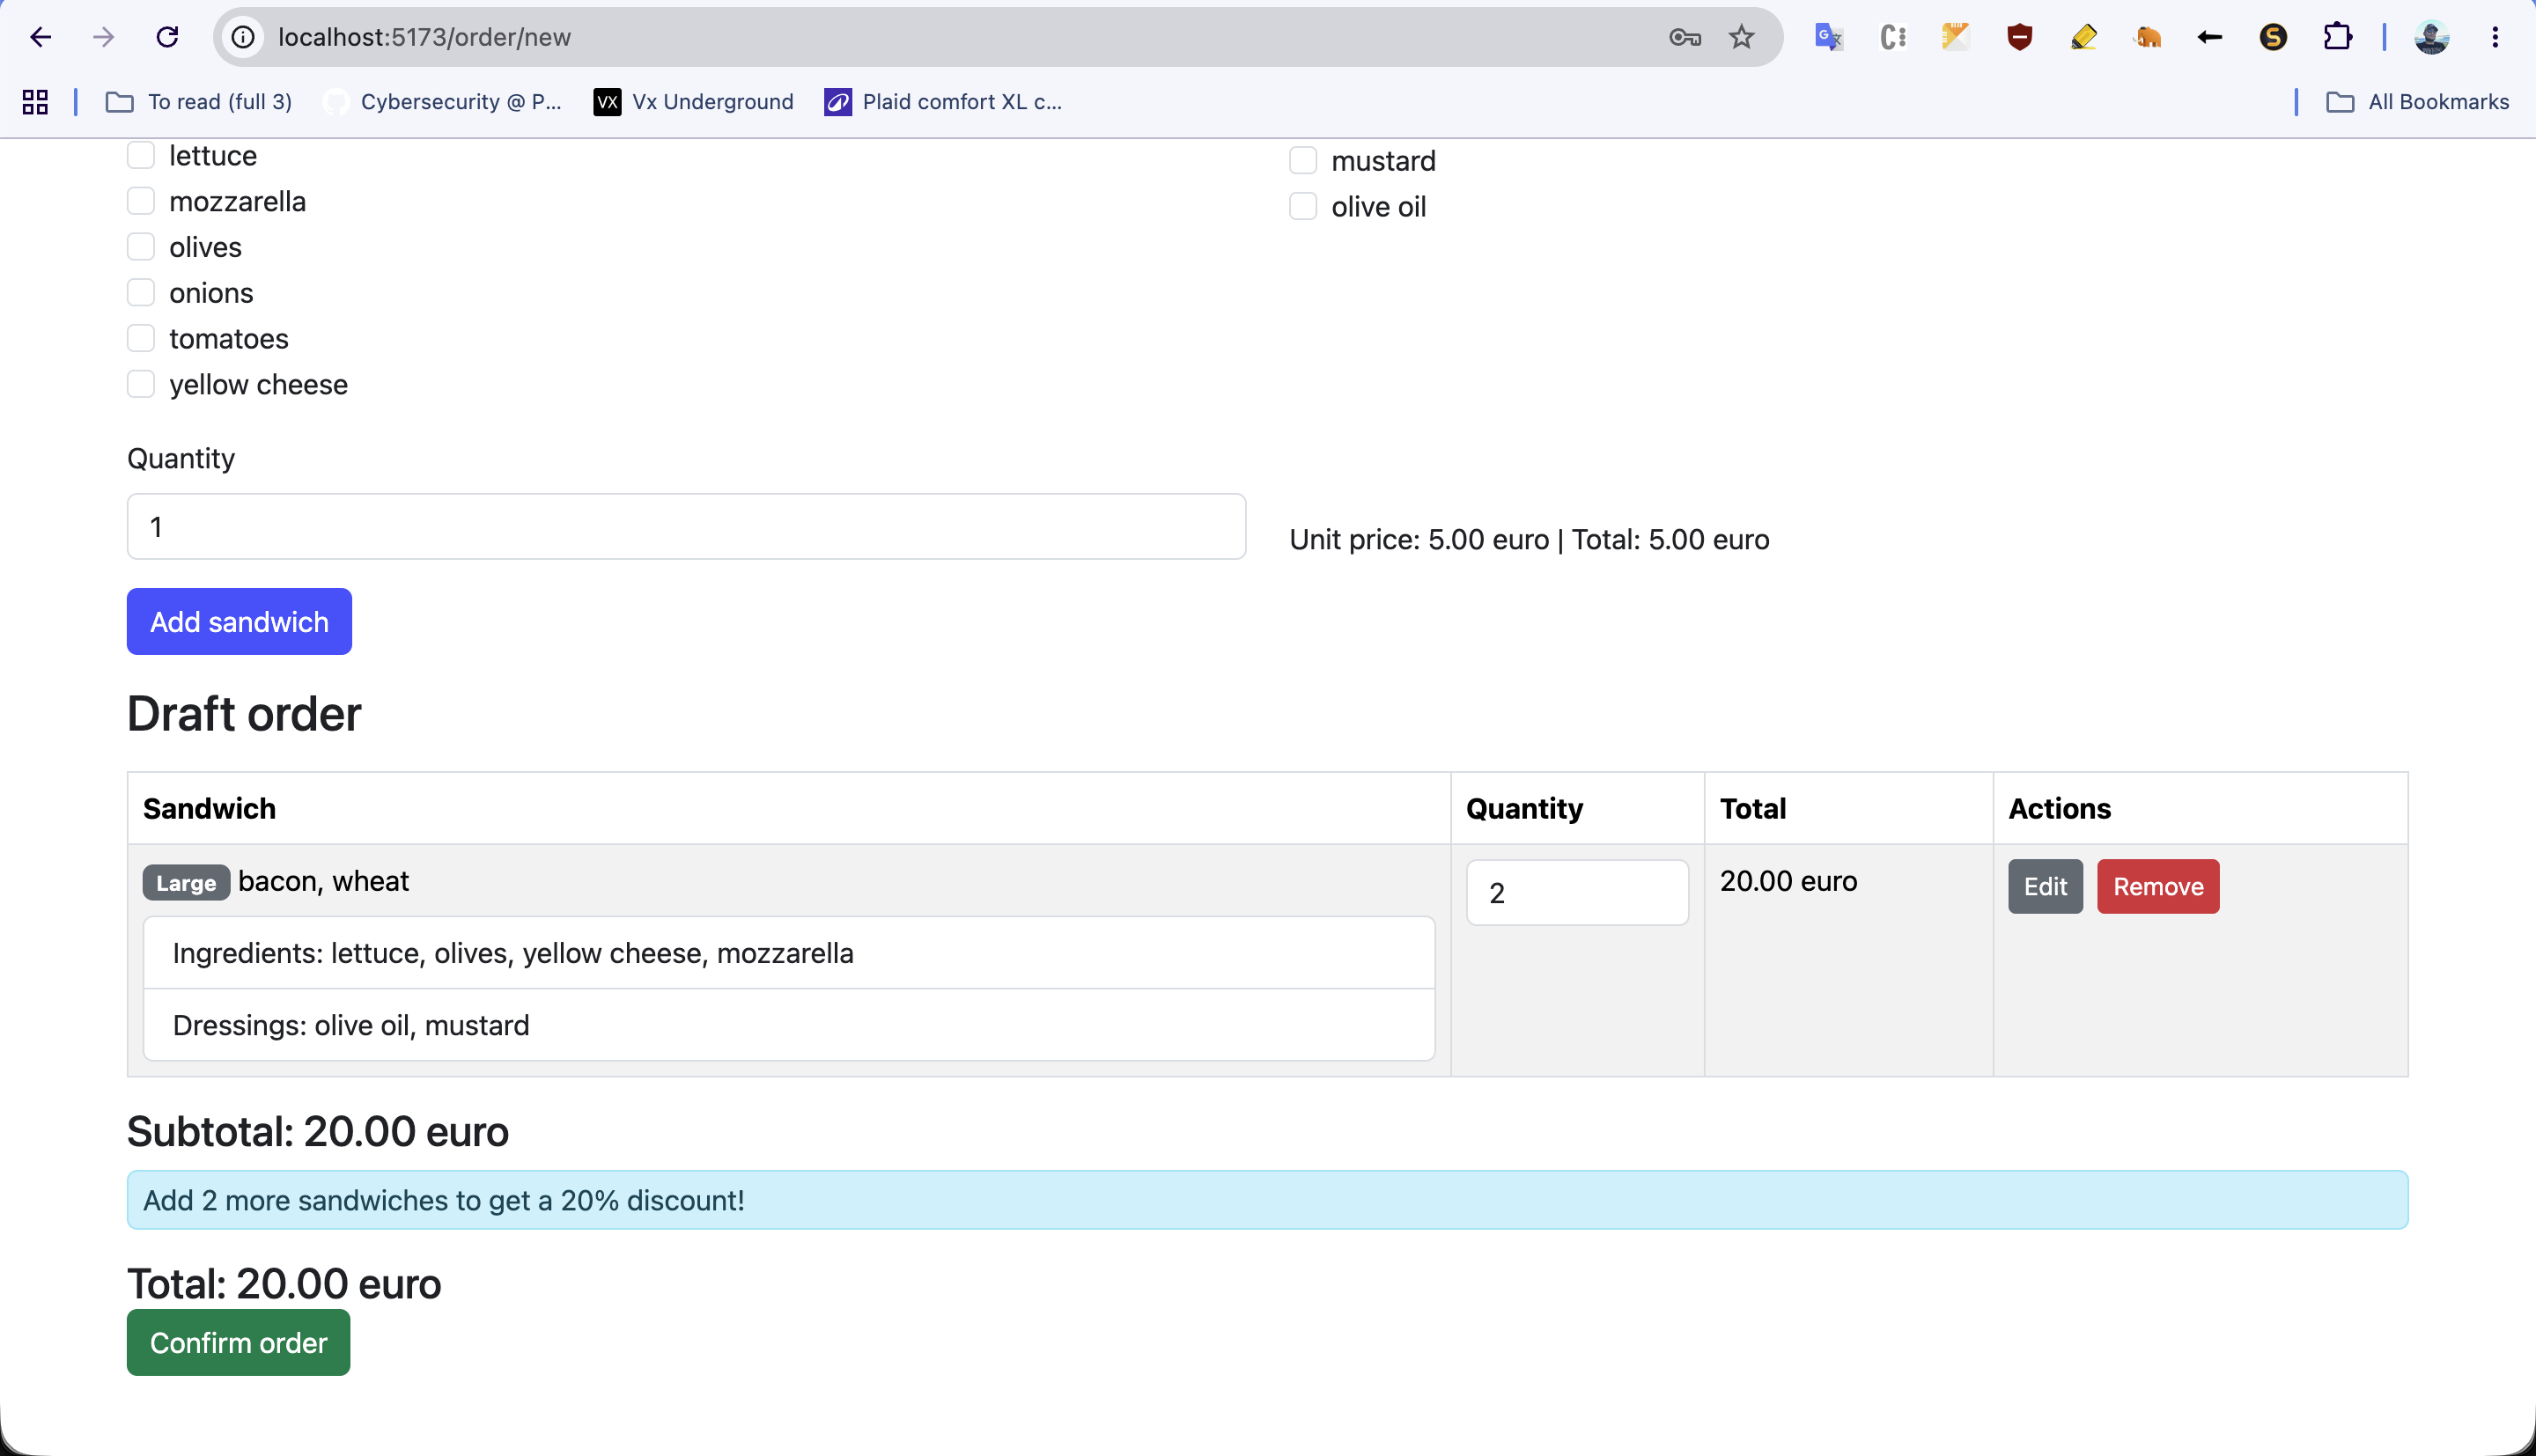 localhost:5173/order/new
To read (full 3)
Cybersecurity @ P...
VX Vx Underground
Plaid comfort XL c...
All Bookmarks
lettuce
mozzarella
olives
onions
tomatoes
yellow cheese
mustard
olive oil
Quantity
1
Unit price: 5.00 euro | Total: 5.00 euro
Add sandwich
Draft order
Sandwich Quantity Total Actions
Large bacon, wheat
2
20.00 euro
Edit Remove
Ingredients: lettuce, olives, yellow cheese, mozzarella
Dressings: olive oil, mustard
Subtotal: 20.00 euro
Add 2 more sandwiches to get a 20% discount!
Total: 20.00 euro
Confirm order